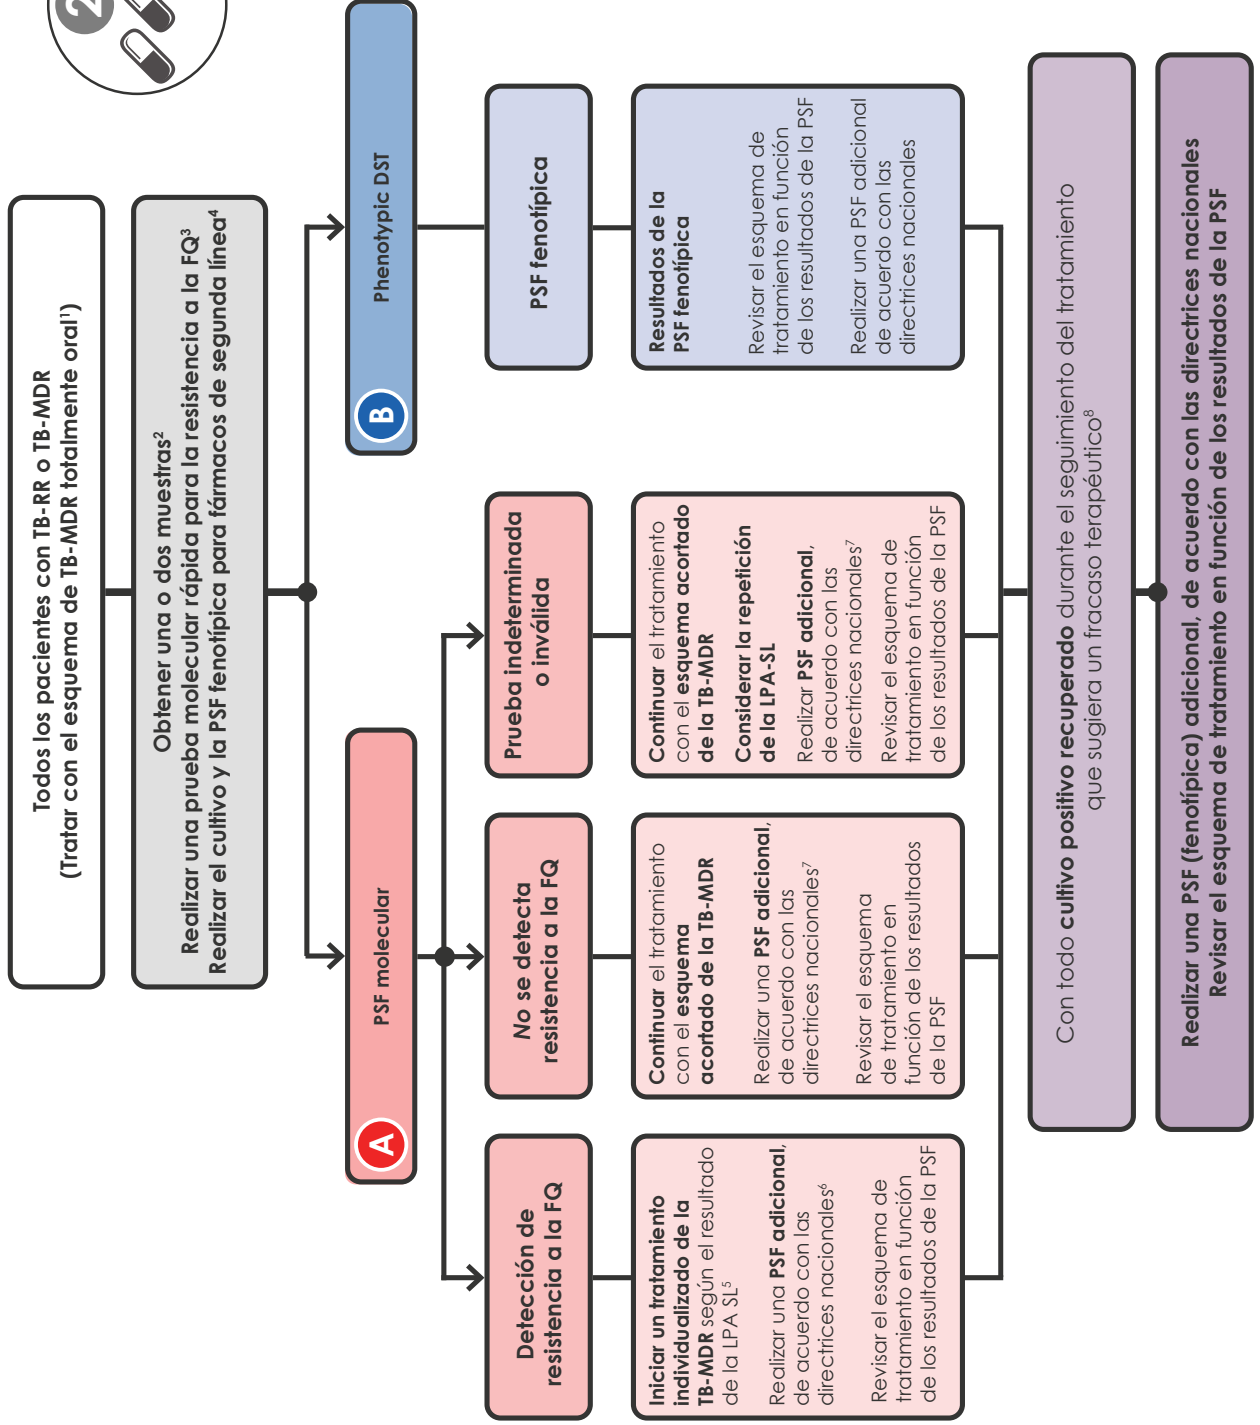 2
Todos los pacientes con TB-RR o TB-MDR
(Tratar con el esquema de TB-MDR totalmente oral¹)
Obtener una o dos muestras²
Realizar una prueba molecular rápida para la resistencia a la FQ³
Realizar el cultivo y la PSF fenotípica para fármacos de segunda línea⁴
A
PSF molecular
B
Phenotypic DST
Detección de
resistencia a la FQ
No se detecta
resistencia a la FQ
Prueba indeterminada
o inválida
PSF fenotípica
Iniciar un tratamiento
individualizado de la
TB-MDR según el resultado
de la LPA SL⁵
Realizar una PSF adicional,
de acuerdo con las
directrices nacionales⁶
Revisar el esquema de
tratamiento en función
de los resultados de la PSF
Continuar el tratamiento
con el esquema
acortado de la TB-MDR
Realizar una PSF adicional,
de acuerdo con las
directrices nacionales⁷
Revisar el esquema
de tratamiento en
función de los resultados
de la PSF
Continuar el tratamiento
con el esquema acortado
de la TB-MDR
Considerar la repetición
de la LPA-SL
Realizar PSF adicional,
de acuerdo con las
directrices nacionales⁷
Revisar el esquema de
tratamiento en función
de los resultados de la PSF
Resultados de la
PSF fenotípica
Revisar el esquema de
tratamiento en función
de los resultados de la PSF
Realizar una PSF adicional
de acuerdo con las
directrices nacionales
Con todo cultivo positivo recuperado durante el seguimiento del tratamiento
que sugiera un fracaso terapéutico⁸
Realizar una PSF (fenotípica) adicional, de acuerdo con las directrices nacionales
Revisar el esquema de tratamiento en función de los resultados de la PSF